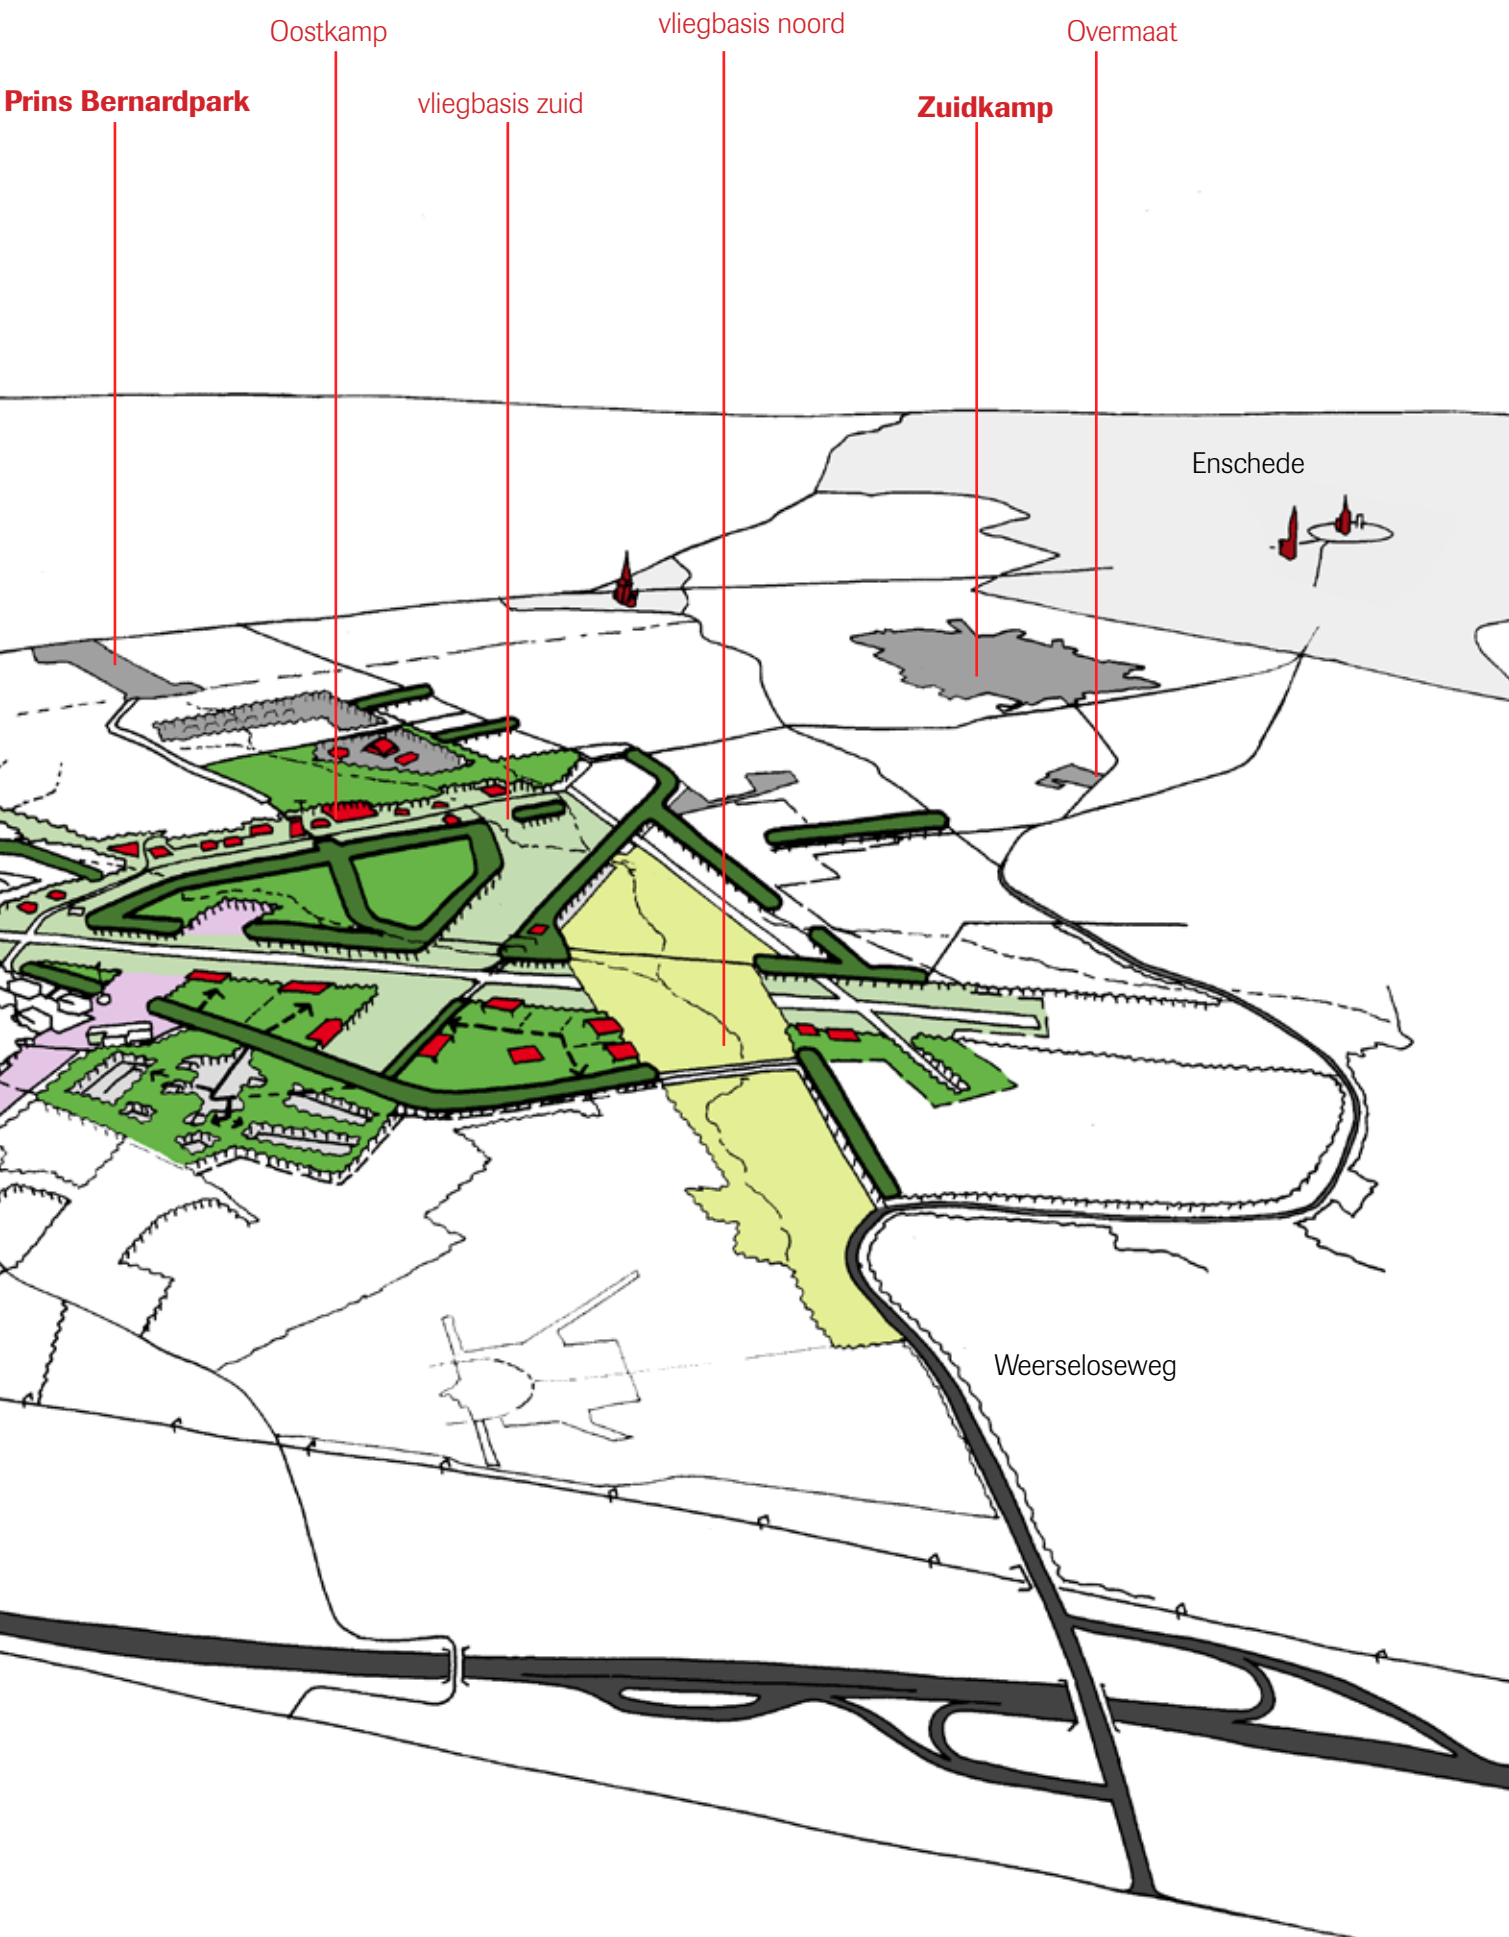 Oostkamp
vliegbasis noord
Overmaat
Prins Bernardpark
vliegbasis zuid
Zuidkamp
Enschede
Weerseloseweg